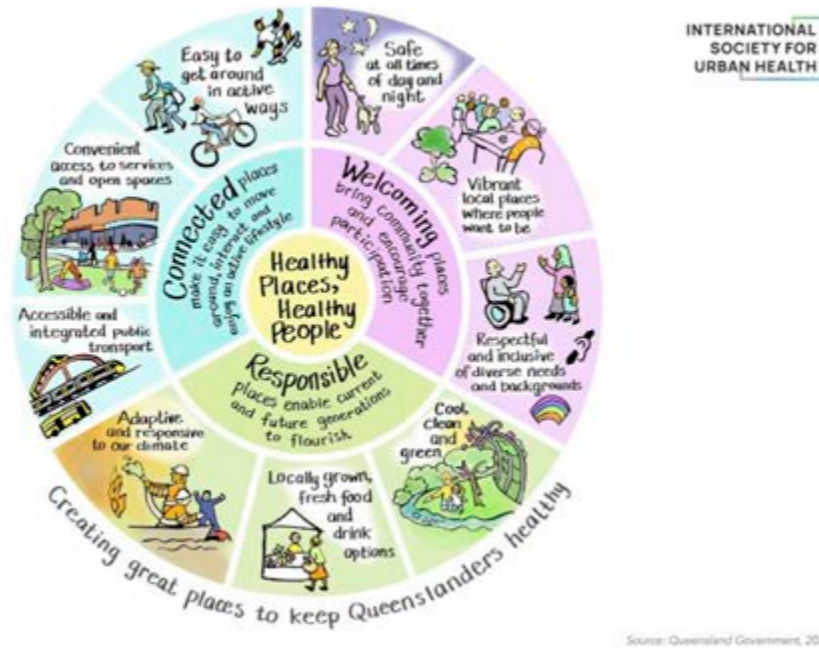 INTERNATIONAL
SOCIETY FOR
URBAN HEALTH
Easy to
get around
in active
ways
Safe
at all times
of day and
night
Convenient
access to services
and open spaces
Vibrant
local places
where people
want to be
Connected places
make it easy to move
around, interact and
enjoy an active lifestyle
Welcoming places
bring community together
and encourage
participation
Healthy
Places,
Healthy
People
Accessible and
integrated public
transport
Respectful
and inclusive
of diverse needs
and backgrounds
Responsible
places enable current
and future generations
to flourish
Adaptive
and responsive
to our climate
Locally grown,
fresh food
and
drink
options
Cool,
clean
and
green
Creating great places to keep Queenslanders healthy
Source: Queensland Government, 20